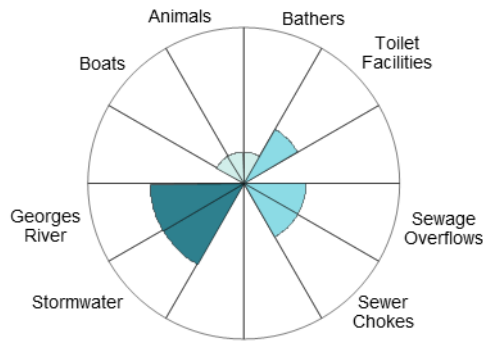 Animals
Bathers
Toilet
Facilities
Boats
Georges
River
Sewage
Overflows
Stormwater
Sewer
Chokes